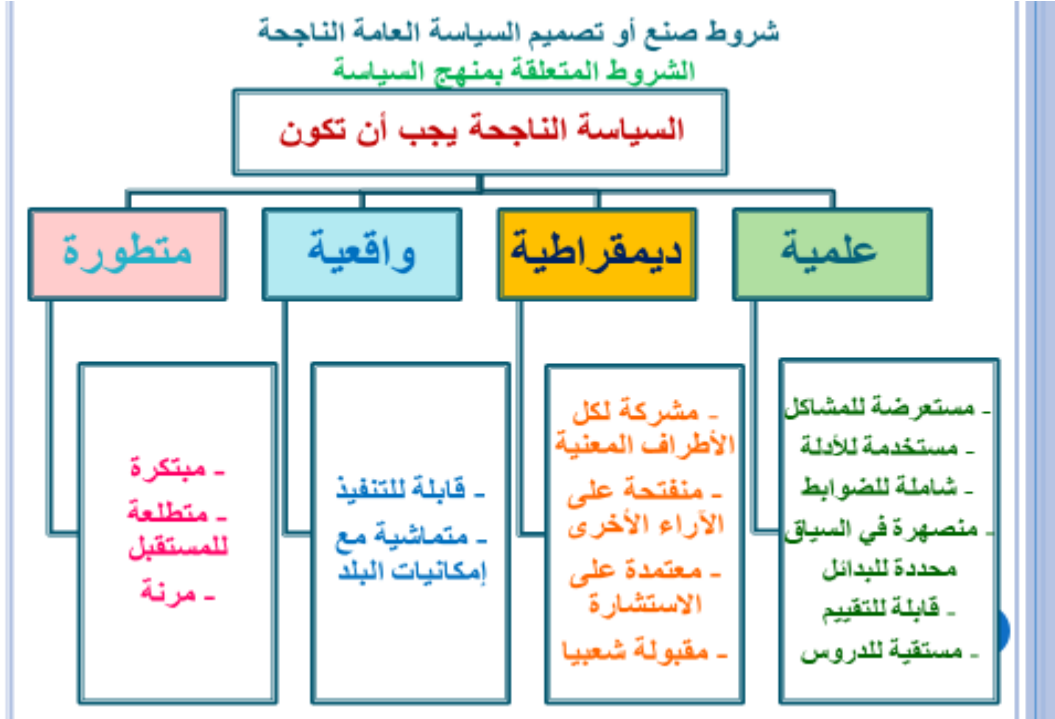 شروط صنع أو تصميم السياسة العامة الناجحة
الشروط المتعلقة بمنهج السياسة
السياسة الناجحة يجب أن تكون
علمية
ديمقراطية
واقعية
متطورة
- مستعرضة للمشاكل
- مستخدمة للأدلة
- شاملة للضوابط
- منصهرة في السياق
محددة للبدائل
- قابلة للتقييم
- مستقية للدروس
- مشركة لكل
الأطراف المعنية
- منفتحة على
الآراء الأخرى
- معتمدة على
الاستشارة
- مقبولة شعبيا
- قابلة للتنفيذ
- متماشية مع
إمكانيات البلد
- مبتكرة
- متطلعة
للمستقبل
- مرنة